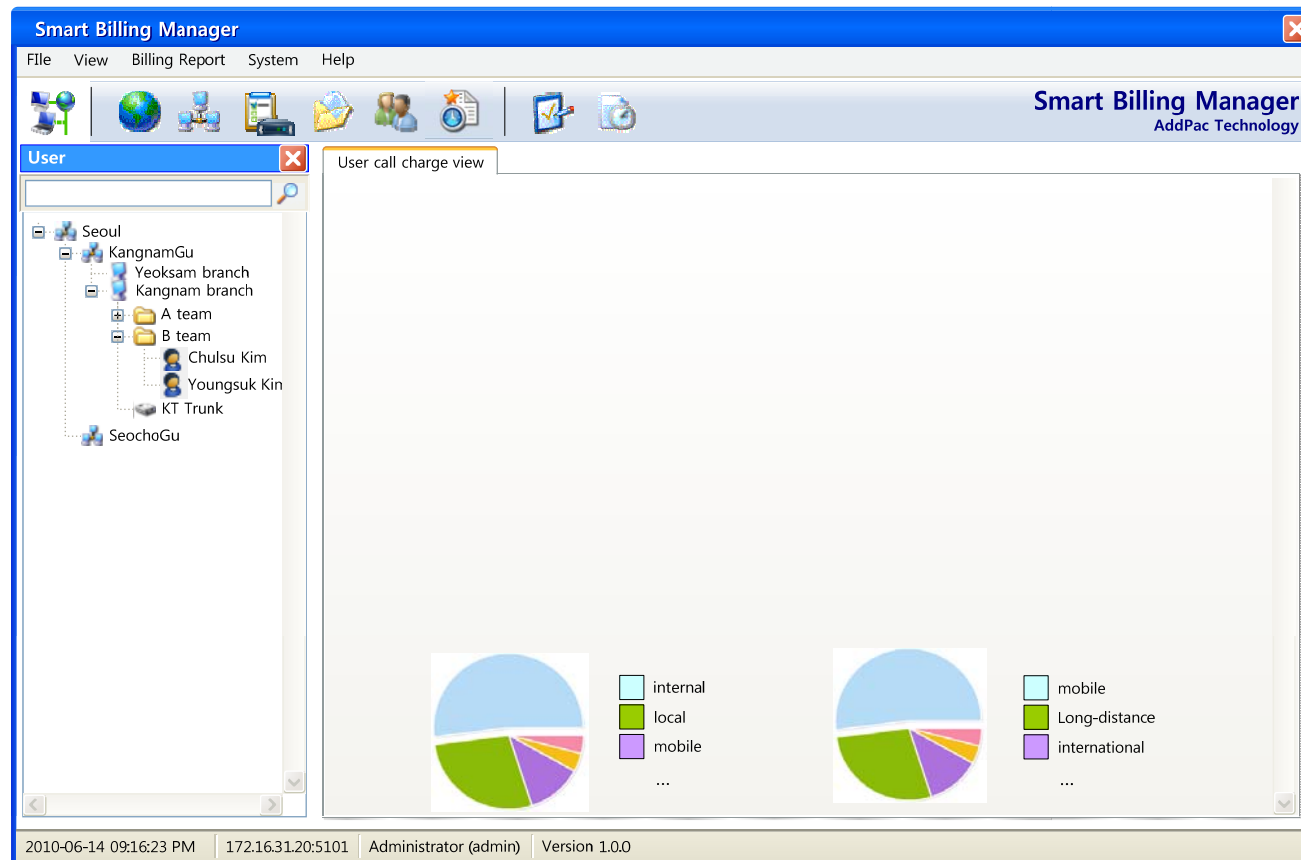 Smart Billing Manager
FIle View Billing Report System Help
Smart Billing Manager
AddPac Technology
User
User call charge view
Seoul
KangnamGu
Yeoksam branch
Kangnam branch
A team
B team
Chulsu Kim
Youngsuk Kin
KT Trunk
SeochoGu
internal
local
mobile
...
mobile
Long-distance
international
...
2010-06-14 09:16:23 PM 172.16.31.20:5101 Administrator (admin) Version 1.0.0